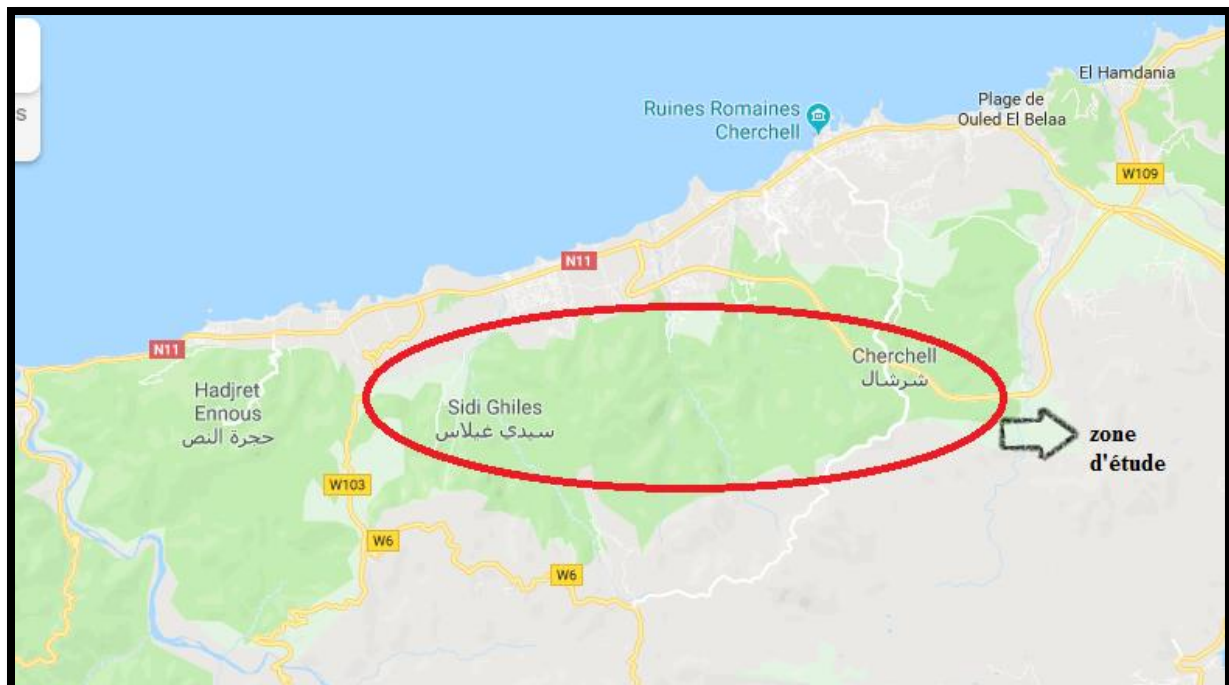 s
El Hamdania
Plage de
Ouled El Belaa
Ruines Romaines
Cherchell
W109
N11
N11
Cherchell
شرشال
Hadjret
Ennous
حجرة النص
Sidi Ghiles
سيدي غيلاس
zone
d'étude
W103
W6
W6